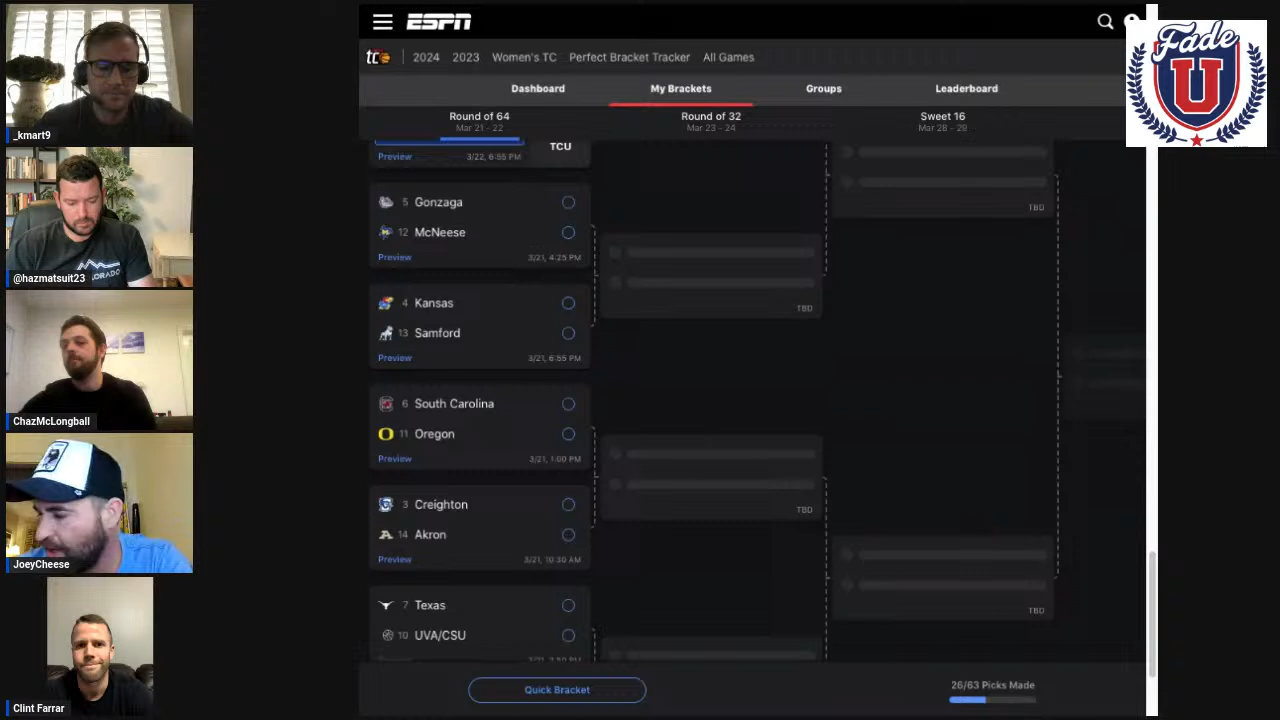 _kmart9
@hazmatsuit23
ChazMcLongball
JoeyCheese
Clint Farrar
ESPN
tc
2024
2023
Women's TC
Perfect Bracket Tracker
All Games
Dashboard
My Brackets
Groups
Leaderboard
Round of 64
Mar 21 - 22
Round of 32
Mar 23 - 24
Sweet 16
Mar 28 - 29
Preview
3/22, 6:55 PM
TCU
5 Gonzaga
12 McNeese
Preview
3/21, 4:25 PM
4 Kansas
13 Samford
Preview
3/21, 6:55 PM
6 South Carolina
11 Oregon
Preview
3/21, 1:00 PM
3 Creighton
14 Akron
Preview
3/21, 10:30 AM
7 Texas
10 UVA/CSU
TBD
TBD
TBD
TBD
Quick Bracket
26/63 Picks Made
Fade
U